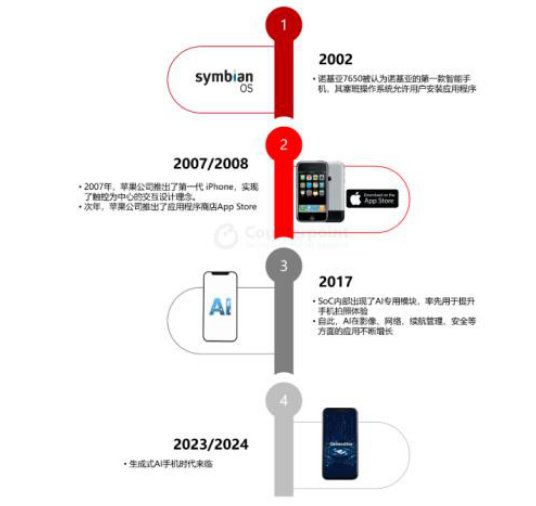 1
symbian
OS
2002
• 诺基亚7650被认为诺基亚的第一款智能手
机，其塞班操作系统允许用户安装应用程序
2
2007/2008
• 2007年，苹果公司推出了第一代 iPhone，实现
了触控为中心的交互设计理念。
• 次年，苹果公司推出了应用程序商店App Store
Download on the
App Store
Counterpoint
3
AI
2017
• SoC内部出现了AI专用模块，率先用于提升
手机拍照体验
• 自此，AI在影像、网络、续航管理、安全等
方面的应用不断增长
4
2023/2024
• 生成式AI手机时代来临
Generative